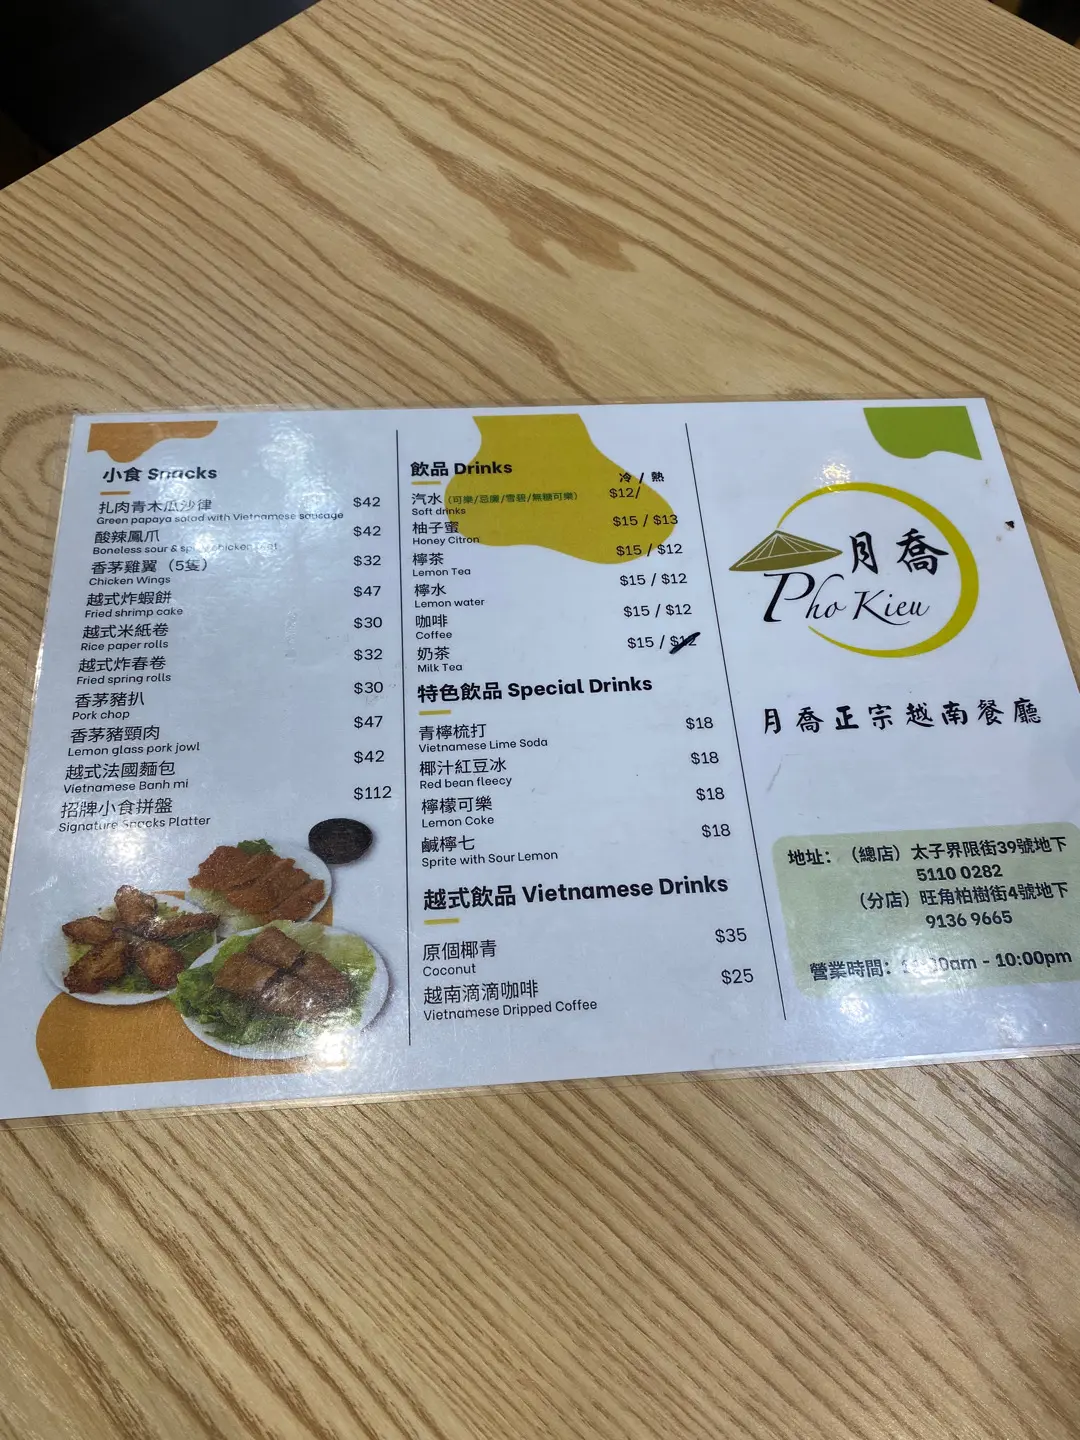 小食 Snacks
扎肉青木瓜沙律 $42
Green papaya salad with Vietnamese saucage
酸辣鳳爪 $42
Boneless sour & spicy chicken feet
香茅雞翼（5隻） $32
Chicken Wings
越式炸蝦餅 $47
Fried shrimp cake
越式米紙卷 $30
Rice paper rolls
越式炸春卷 $32
Fried spring rolls
香茅豬扒 $30
Pork chop
香茅豬頸肉 $47
Lemon glass pork jowl
越式法國麵包 $42
Vietnamese Banh mi
招牌小食拼盤 $112
Signature Snacks Platter
飲品 Drinks
冷 / 熱
汽水（可樂/忌廉/雪碧/無糖可樂） $12/
Soft drinks
柚子蜜 $15 / $13
Honey Citron
檸茶 $15 / $12
Lemon Tea
檸水 $15 / $12
Lemon water
咖啡 $15 / $12
Coffee
奶茶 $15 / $12
Milk Tea
特色飲品 Special Drinks
青檸梳打 $18
Vietnamese Lime Soda
椰汁紅豆冰 $18
Red bean fleecy
檸檬可樂 $18
Lemon Coke
鹹檸七 $18
Sprite with Sour Lemon
越式飲品 Vietnamese Drinks
原個椰青 $35
Coconut
越南滴滴咖啡 $25
Vietnamese Dripped Coffee
月喬
Pho Kieu
月喬正宗越南餐廳
地址：（總店）太子界限街39號地下
5110 0282
（分店）旺角柏樹街4號地下
9136 9665
營業時間： am - 10:00pm